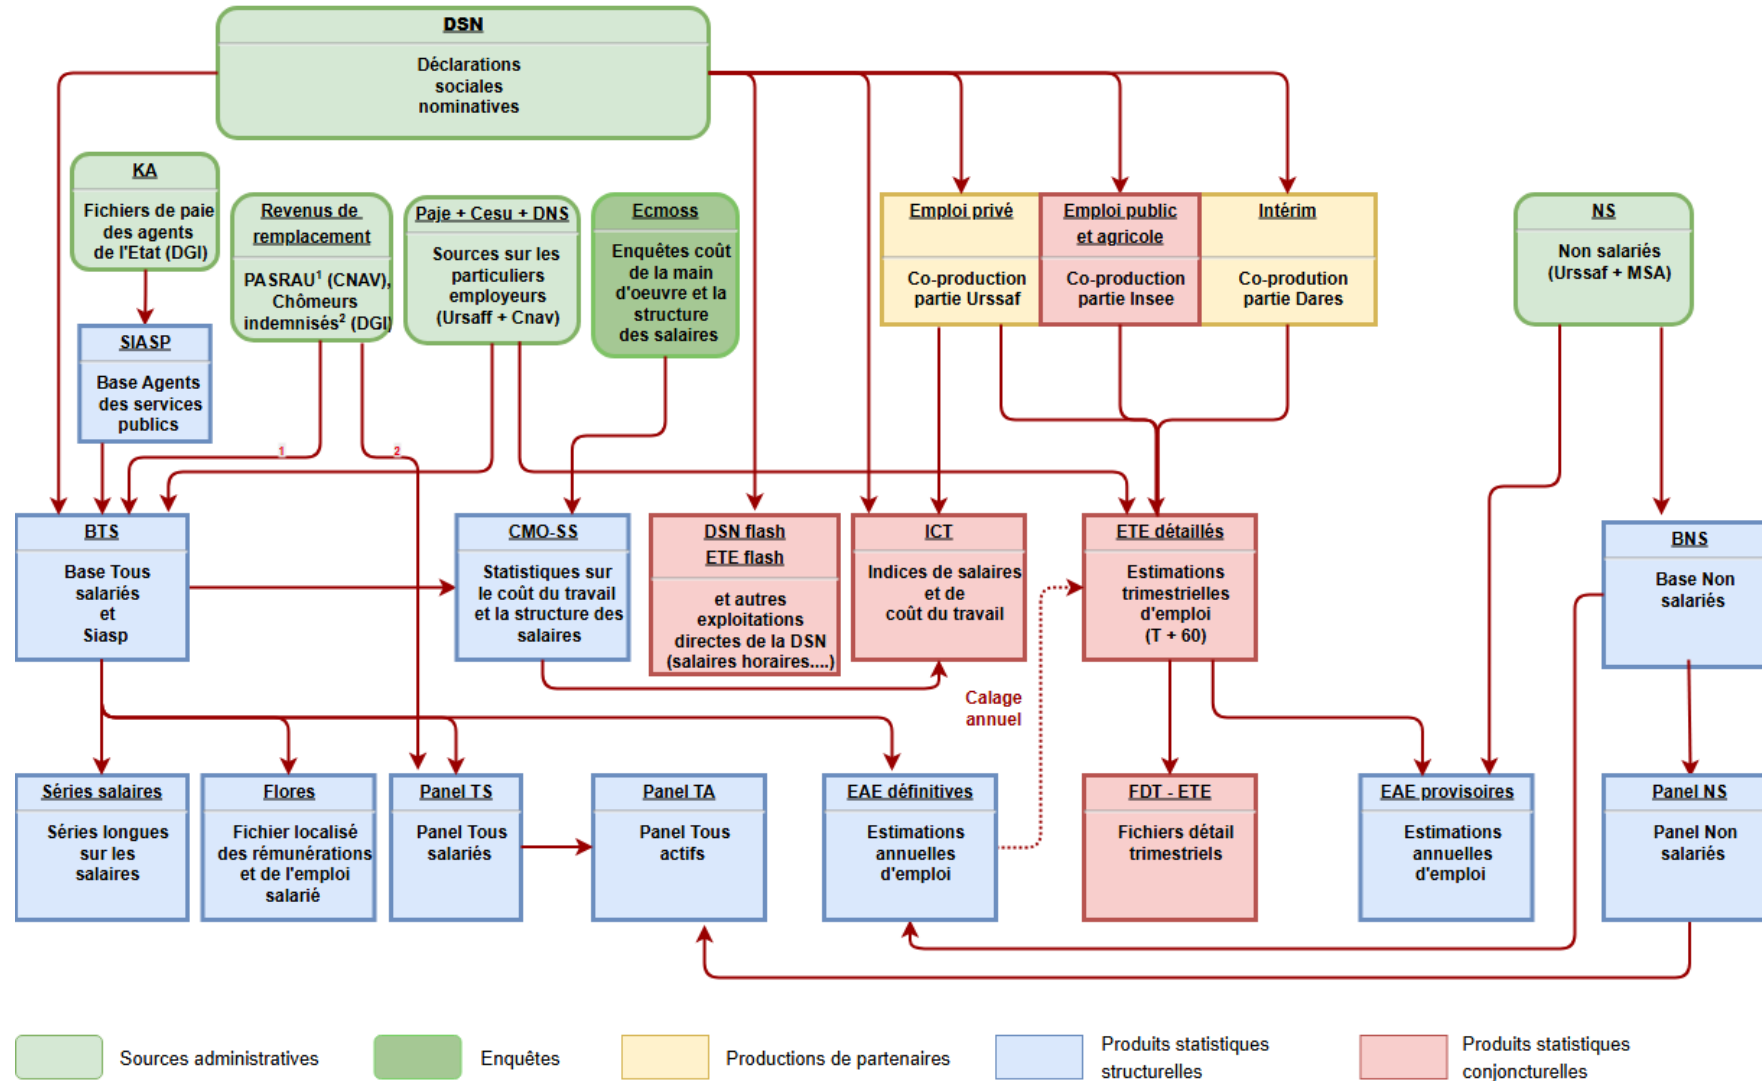 DSN
Déclarations
sociales
nominatives
KA
Fichiers de paie
des agents
de l'Etat (DGI)
Revenus de
remplacement
PASRAU¹ (CNAV),
Chômeurs
indemnisés² (DGI)
Paje + Cesu + DNS
Sources sur les
particuliers
employeurs
(Ursaff + Cnav)
Ecmoss
Enquêtes coût
de la main
d'oeuvre et la
structure
des salaires
Emploi privé
Co-production
partie Urssaf
Emploi public
et agricole
Co-production
partie Insee
Intérim
Co-prodution
partie Dares
NS
Non salariés
(Urssaf + MSA)
SIASP
Base Agents
des services
publics
1
2
BTS
Base Tous
salariés
et
Siasp
CMO-SS
Statistiques sur
le coût du travail
et la structure des
salaires
DSN flash
ETE flash
et autres
exploitations
directes de la DSN
(salaires horaires....)
ICT
Indices de salaires
et de
coût du travail
ETE détaillés
Estimations
trimestrielles
d'emploi
(T + 60)
BNS
Base Non
salariés
Calage
annuel
Séries salaires
Séries longues
sur les
salaires
Flores
Fichier localisé
des rémunérations
et de l'emploi
salarié
Panel TS
Panel Tous
salariés
Panel TA
Panel Tous
actifs
EAE définitives
Estimations
annuelles
d'emploi
FDT - ETE
Fichiers détail
trimestriels
EAE provisoires
Estimations
annuelles
d'emploi
Panel NS
Panel Non
salariés
Sources administratives
Enquêtes
Productions de partenaires
Produits statistiques
structurelles
Produits statistiques
conjoncturelles